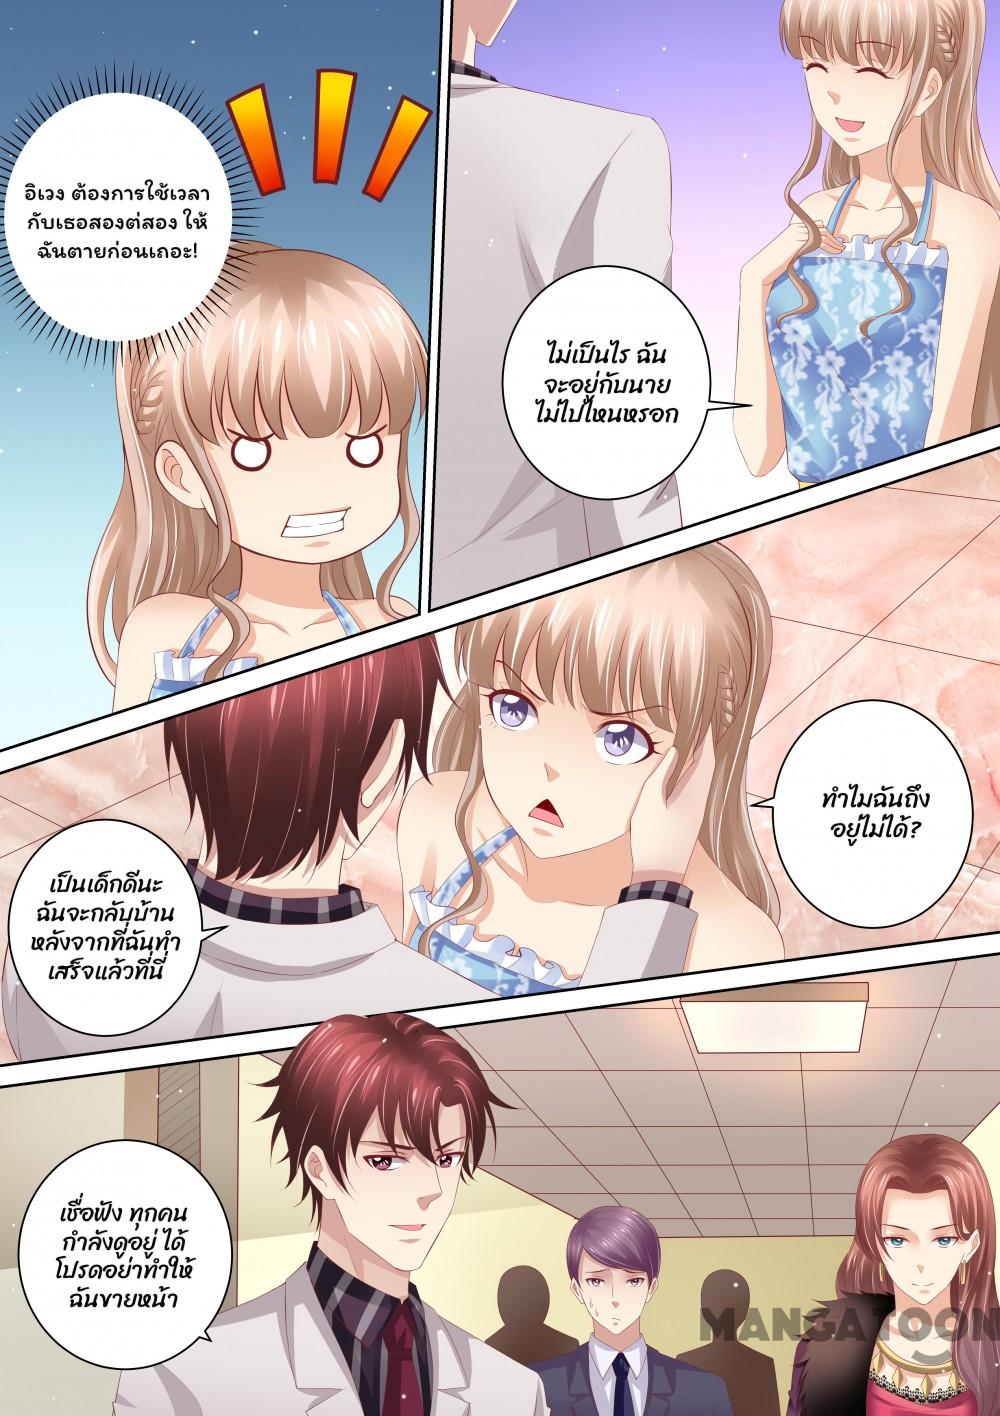 อิเวง ต้องการใช้เวลา
กับเธอสองต่สอง ให้
ฉันตายก่อนเถอะ!
ไม่เป็นไร ฉัน
จะอยู่กับนาย
ไม่ไปไหนหรอก
ทำไมฉันถึง
อยู่ไม่ได้?
เป็นเด็กดีนะ
ฉันจะกลับบ้าน
หลังจากที่ฉันทำ
เสร็จแล้วที่นี่
เชื่อฟัง ทุกคน
กำลังดูอยู่ ได้
โปรดอย่าทำให้
ฉันขายหน้า
MANGATOON